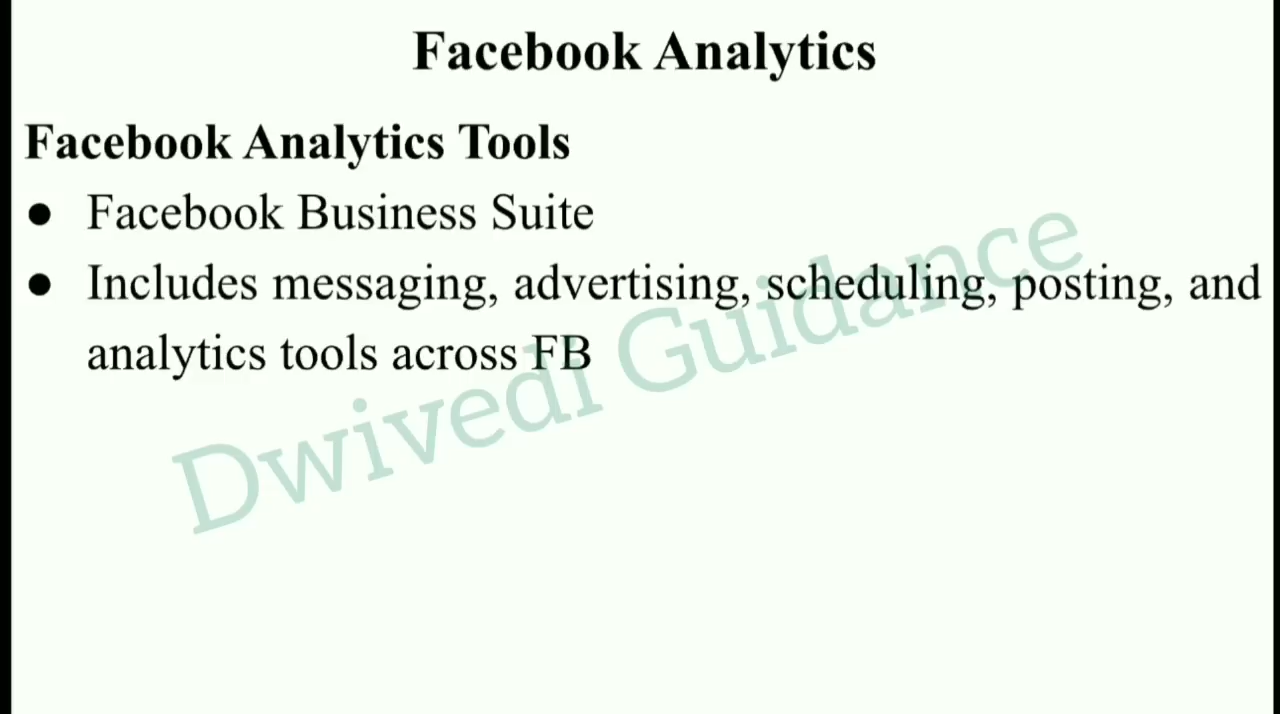 Facebook Analytics
Facebook Analytics Tools
● Facebook Business Suite
● Includes messaging, advertising, scheduling, posting, and
analytics tools across FB
Dwivedi Guidance